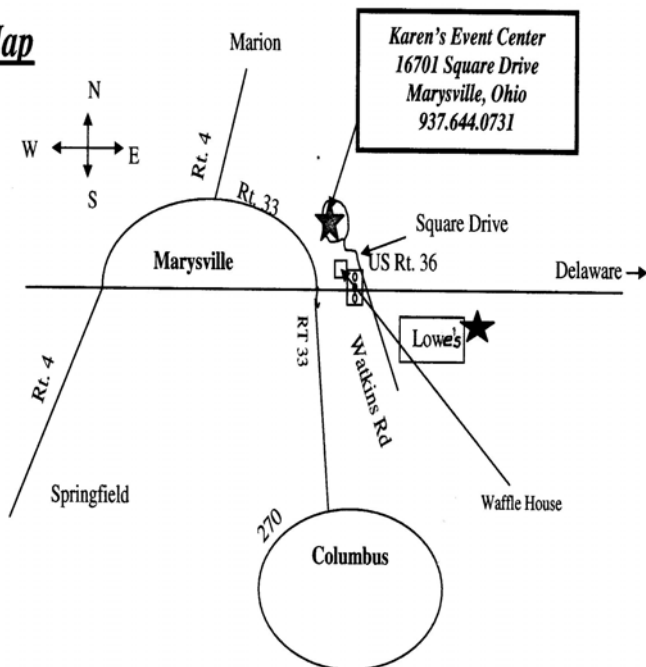 Map
Marion
Karen's Event Center
16701 Square Drive
Marysville, Ohio
937.644.0731
N
W
E
S
Rt. 4
Rt. 33
Square Drive
Marysville
US Rt. 36
Delaware
RT 33
Lowe's
Watkins Rd
Rt. 4
Springfield
Waffle House
270
Columbus